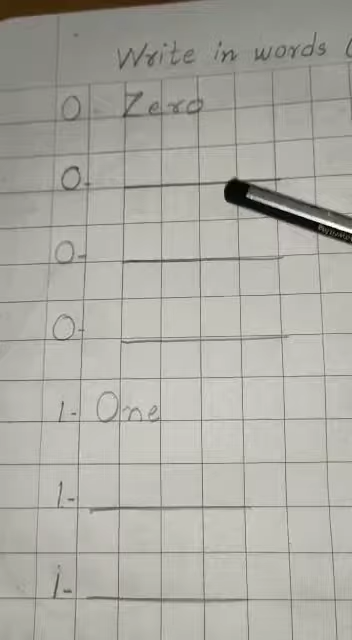 Write in words (
0- Zero
0-
0-
0-
1- One
1-
1-